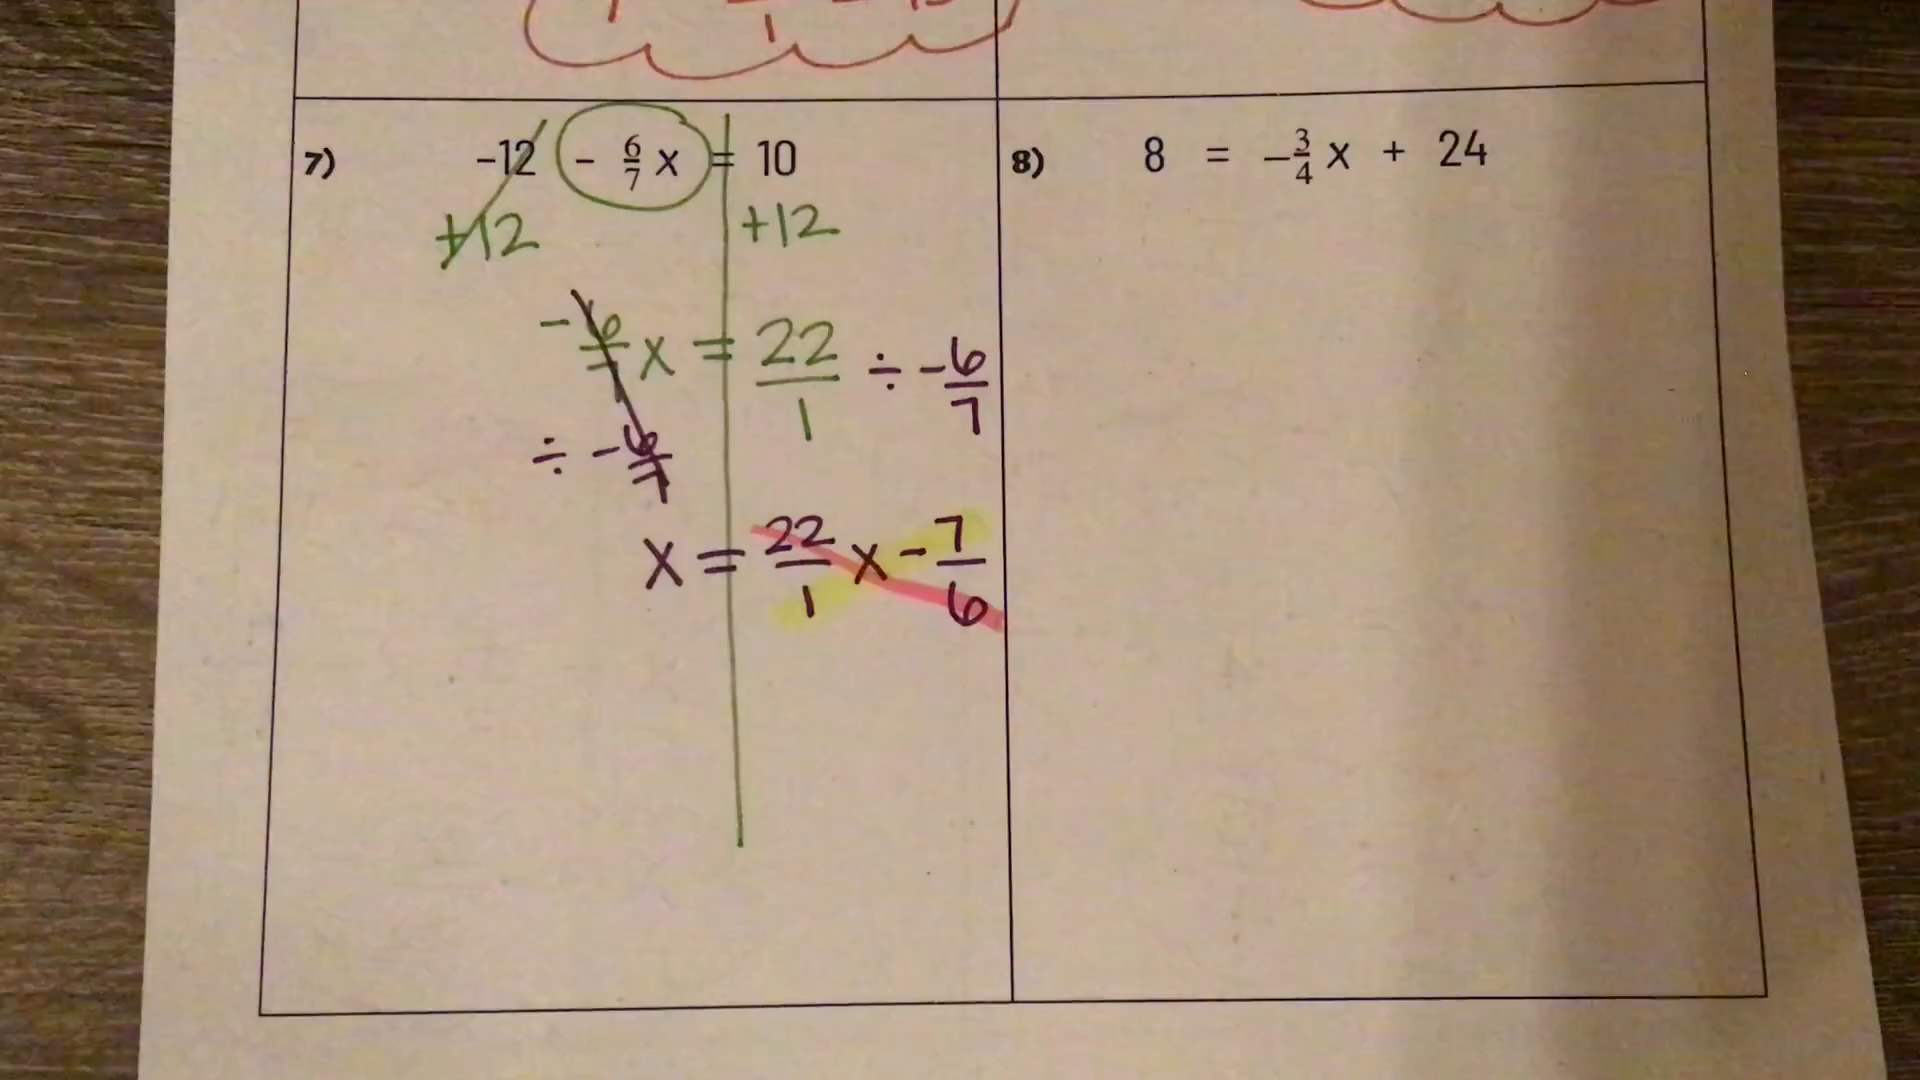 7) -12 - 6/7 x = 10
+12 +12
- 6/7 x = 22/1 ÷ - 6/7
÷ - 6/7
x = 22/1 x - 7/6
8) 8 = - 3/4 x + 24